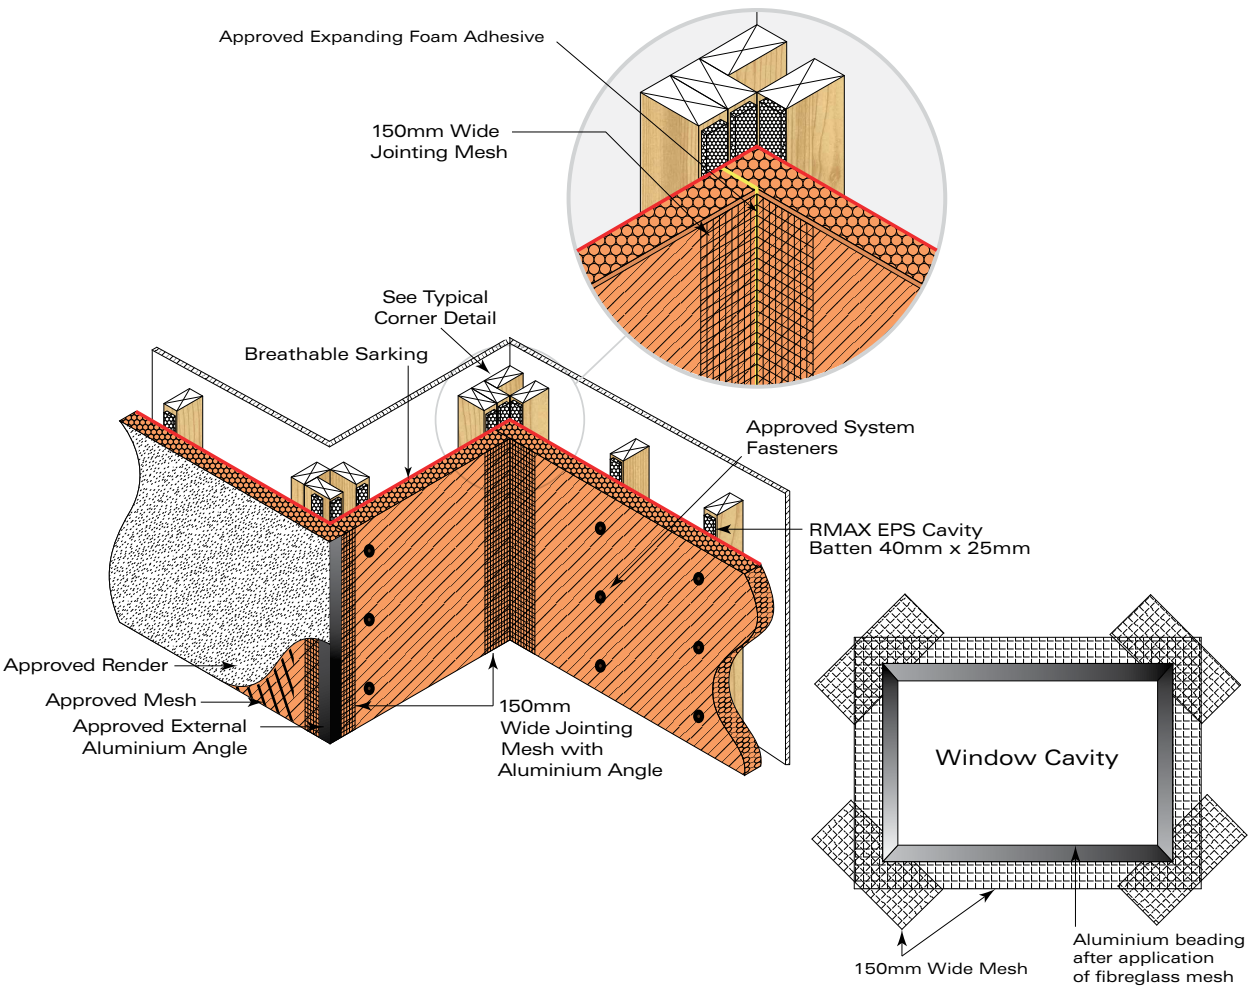 Approved Expanding Foam Adhesive
150mm Wide
Jointing Mesh
See Typical
Corner Detail
Breathable Sarking
Approved System
Fasteners
RMAX EPS Cavity
Batten 40mm x 25mm
Approved Render
Approved Mesh
Approved External
Aluminium Angle
150mm
Wide Jointing
Mesh with
Aluminium Angle
Window Cavity
150mm Wide Mesh
Aluminium beading
after application
of fibreglass mesh